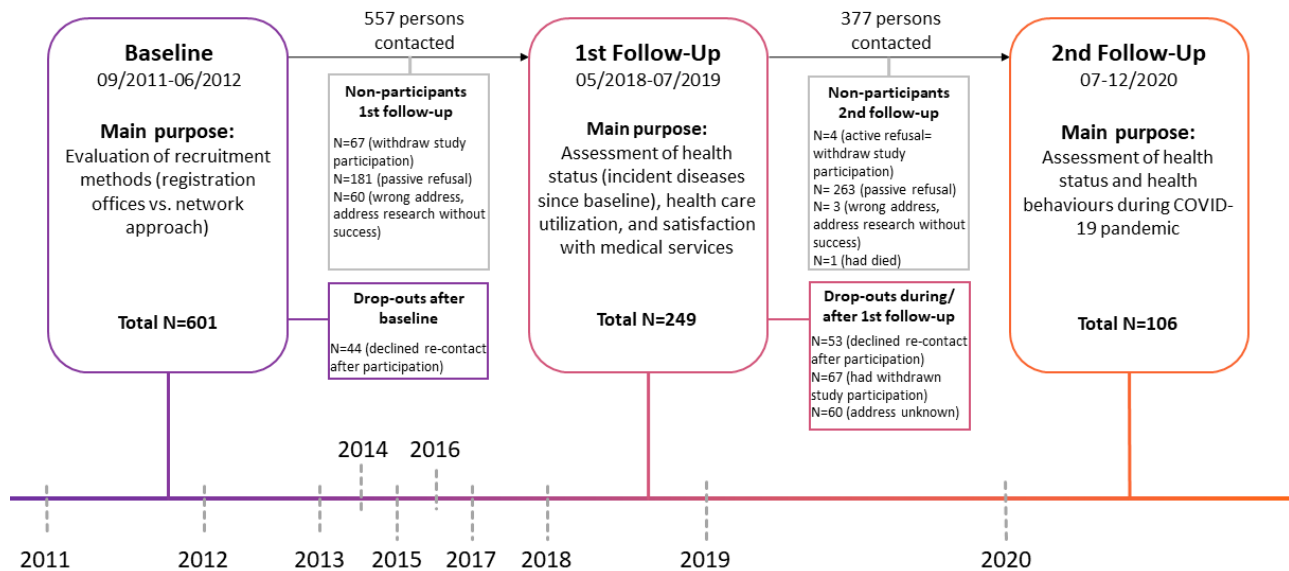 557 persons
contacted
377 persons
contacted
Baseline
09/2011-06/2012
Main purpose:
Evaluation of recruitment
methods (registration
offices vs. network
approach)
Total N=601
Non-participants
1st follow-up
N=67 (withdraw study
participation)
N=181 (passive refusal)
N=60 (wrong address,
address research without
success)
Drop-outs after
baseline
N=44 (declined re-contact
after participation)
1st Follow-Up
05/2018-07/2019
Main purpose:
Assessment of health
status (incident diseases
since baseline), health care
utilization, and satisfaction
with medical services
Total N=249
Non-participants
2nd follow-up
N=4 (active refusal=
withdraw study
participation)
N= 263 (passive refusal)
N= 3 (wrong address,
address research without
success)
N=1 (had died)
Drop-outs during/
after 1st follow-up
N=53 (declined re-contact
after participation)
N=67 (had withdrawn
study participation)
N=60 (address unknown)
2nd Follow-Up
07-12/2020
Main purpose:
Assessment of health
status and health
behaviours during COVID-
19 pandemic
Total N=106
2014
2016
2011
2012
2013
2015
2017
2018
2019
2020